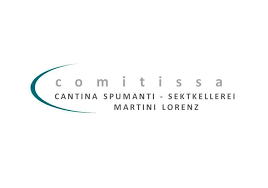 comitissa
CANTINA SPUMANTI - SEKTKELLEREI
MARTINI LORENZ